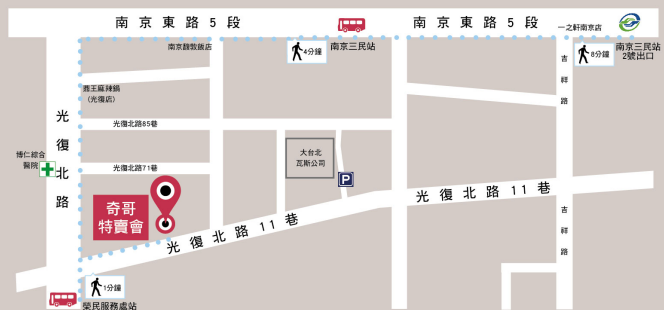 南京東路5段
南京東路5段
一之軒南京店
南京馥敦飯店
4分鐘
南京三民站
8分鐘
南京三民站
2號出口
吉祥路
鼎王麻辣鍋
(光復店)
光復北路
光復北路85巷
博仁綜合
醫院
光復北路71巷
大台北
瓦斯公司
P
奇哥
特賣會
光復北路11巷
光復北路11巷
吉祥路
1分鐘
榮民服務處站